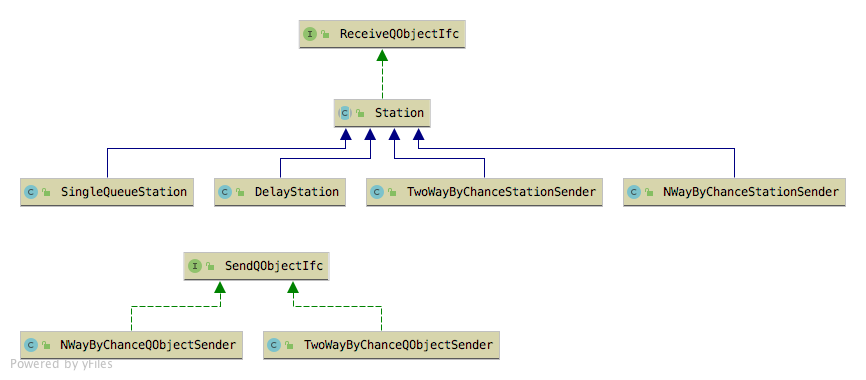 I ReceiveQObjectIfc
C Station
C SingleQueueStation
C DelayStation
C TwoWayByChanceStationSender
C NWayByChanceStationSender
I SendQObjectIfc
C NWayByChanceQObjectSender
C TwoWayByChanceQObjectSender
Powered by yFiles